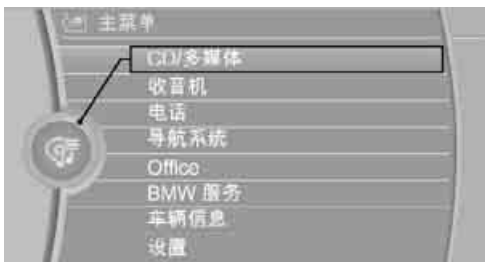 主菜单
CD/多媒体
收音机
电话
导航系统
Office
BMW 服务
车辆信息
设置